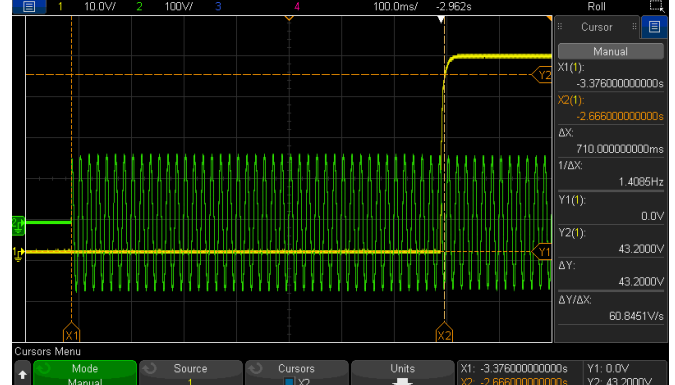 1 10.0V/ 2 100V/ 3 4 100.0ms/ -2.962s Roll
Cursor
Manual
X1(1):
-3.376000000000s
X2(1):
-2.666000000000s
ΔX:
710.000000000ms
1/ΔX:
1.4085Hz
Y1(1):
0.0V
Y2(1):
43.2000V
ΔY:
43.2000V
ΔY/ΔX:
60.8451V/s
Y2
2
1
Y1
X1 X2
Cursors Menu
Mode Source Cursors Units X1: -3.376000000000s Y1: 0.0V
Manual 1 X2 X2: -2.666000000000s Y2: 43.2000V